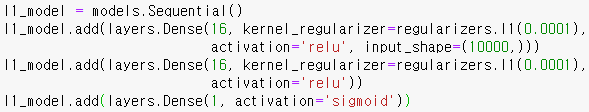 l1_model = models.Sequential()
l1_model.add(layers.Dense(16, kernel_regularizer=regularizers.l1(0.0001),
                          activation='relu', input_shape=(10000,)))
l1_model.add(layers.Dense(16, kernel_regularizer=regularizers.l1(0.0001),
                          activation='relu'))
l1_model.add(layers.Dense(1, activation='sigmoid'))